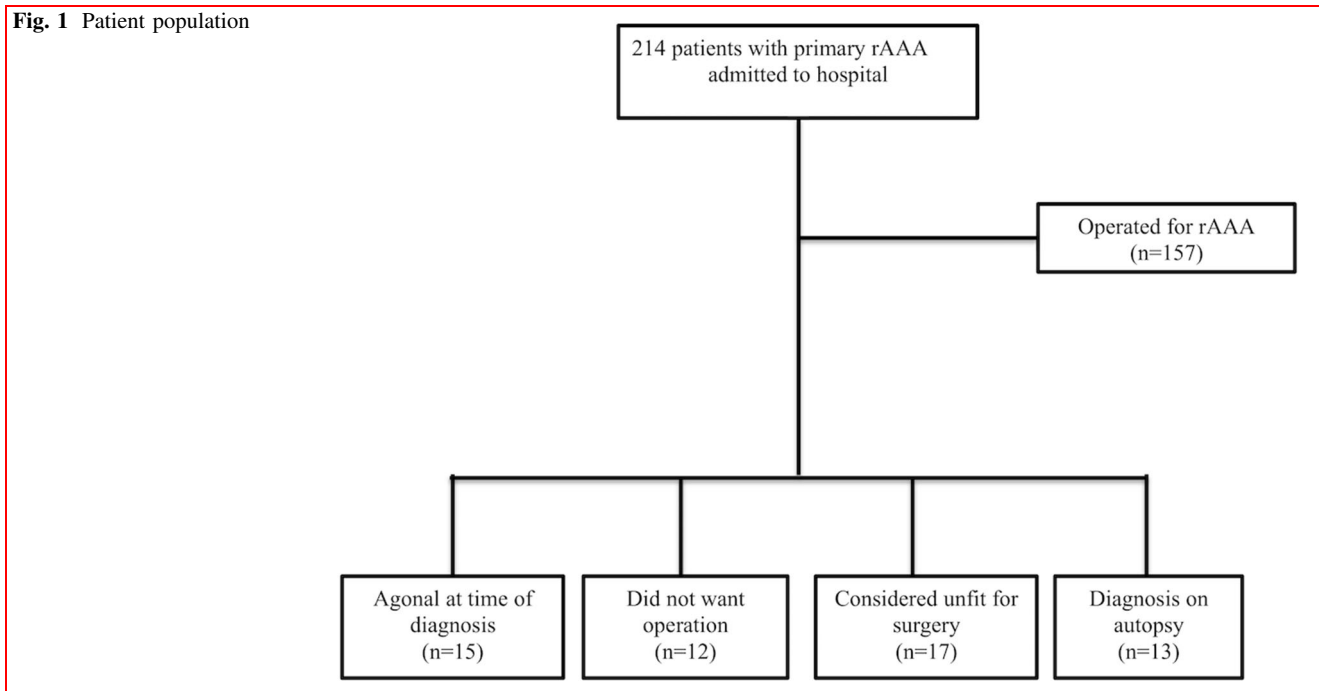 Fig. 1 Patient population
214 patients with primary rAAA
admitted to hospital
Operated for rAAA
(n=157)
Agonal at time of
diagnosis
(n=15)
Did not want
operation
(n=12)
Considered unfit for
surgery
(n=17)
Diagnosis on
autopsy
(n=13)